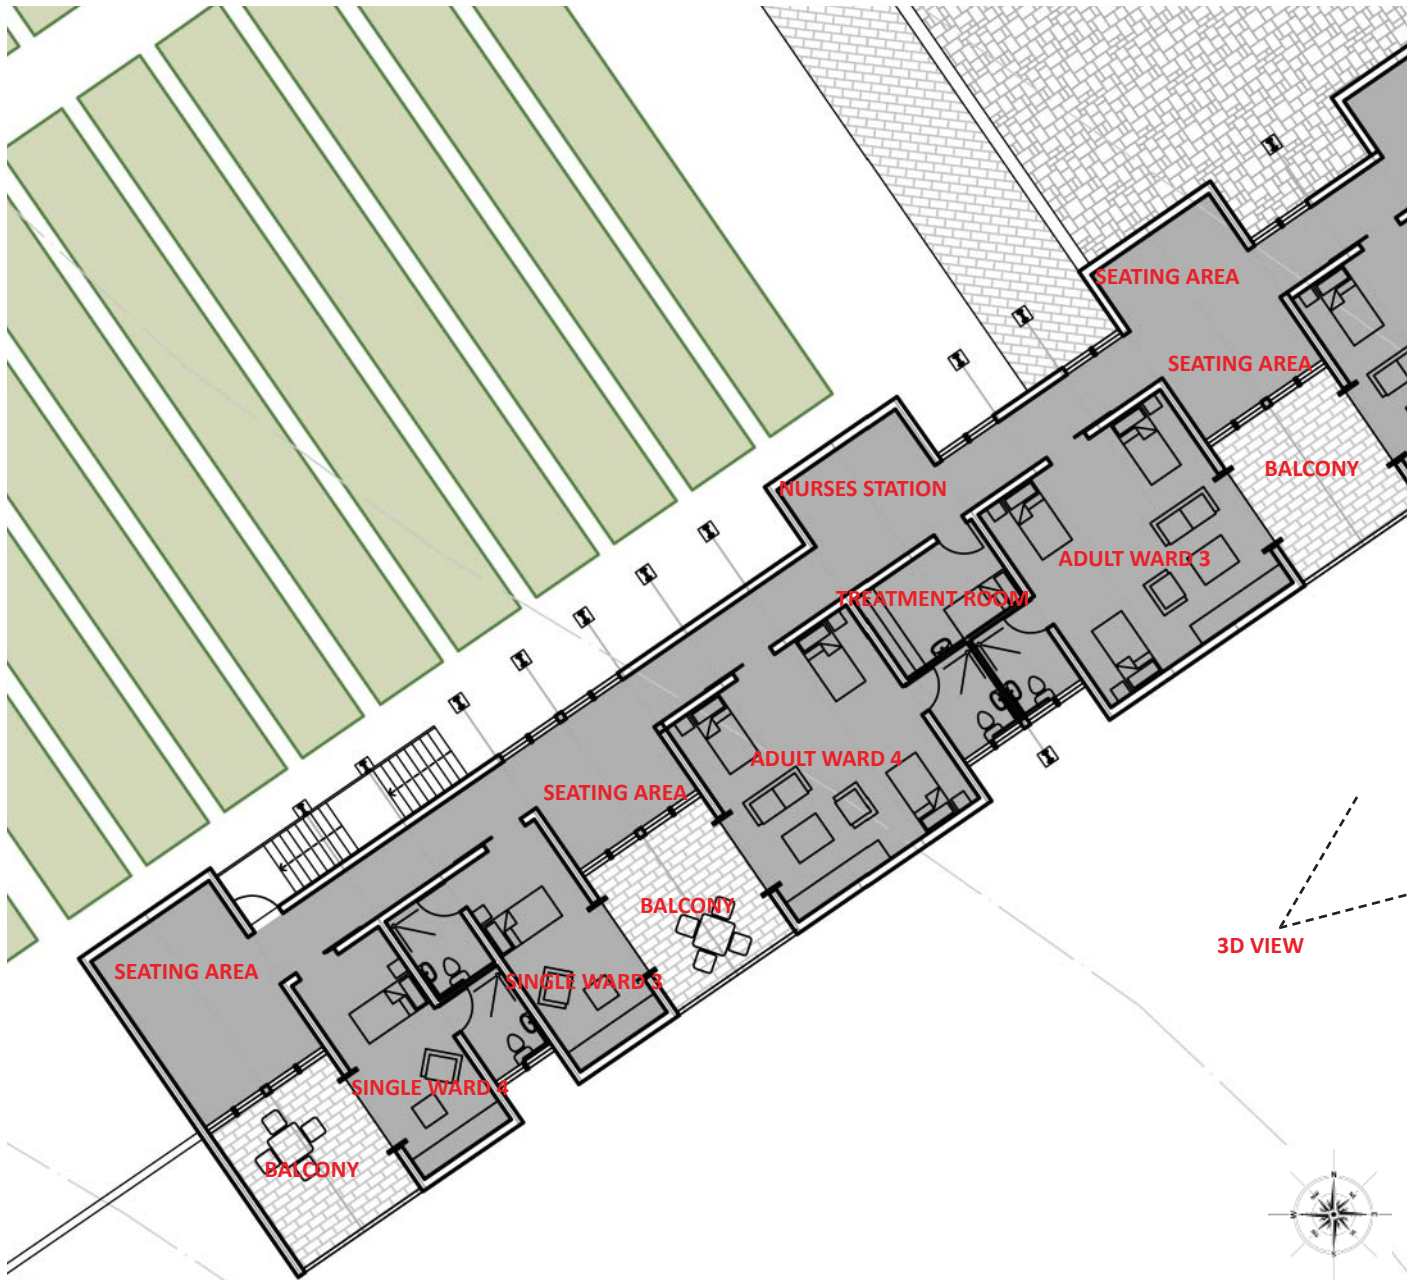 SEATING AREA
SEATING AREA
BALCONY
NURSES STATION
ADULT WARD 3
TREATMENT ROOM
ADULT WARD 4
SEATING AREA
BALCONY
3D VIEW
SEATING AREA
SINGLE WARD 3
SINGLE WARD 4
BALCONY
N
W
E
S